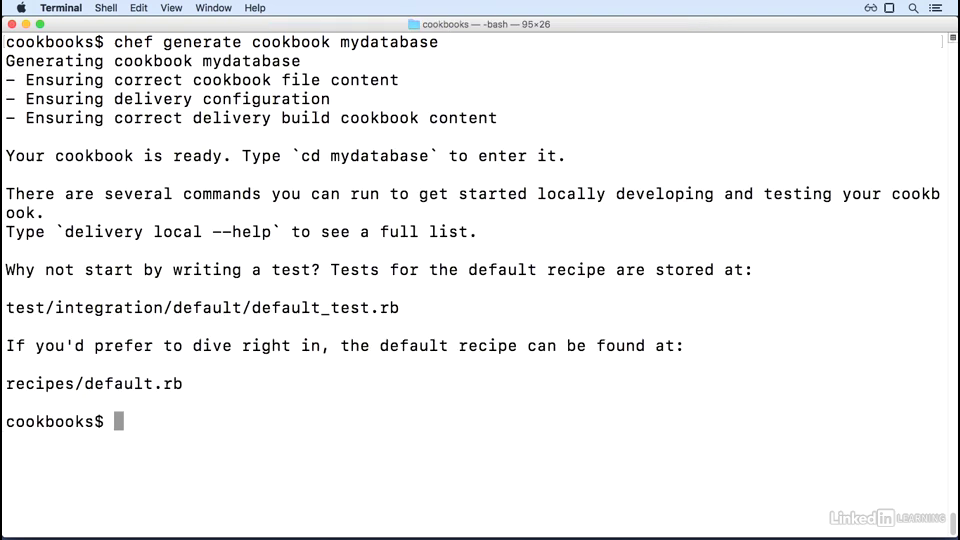 Terminal Shell Edit View Window Help
cookbooks — -bash — 95×26
cookbooks$ chef generate cookbook mydatabase
Generating cookbook mydatabase
- Ensuring correct cookbook file content
- Ensuring delivery configuration
- Ensuring correct delivery build cookbook content
Your cookbook is ready. Type `cd mydatabase` to enter it.
There are several commands you can run to get started locally developing and testing your cookb
ook.
Type `delivery local --help` to see a full list.
Why not start by writing a test? Tests for the default recipe are stored at:
test/integration/default/default_test.rb
If you'd prefer to dive right in, the default recipe can be found at:
recipes/default.rb
cookbooks$
LinkedIn LEARNING